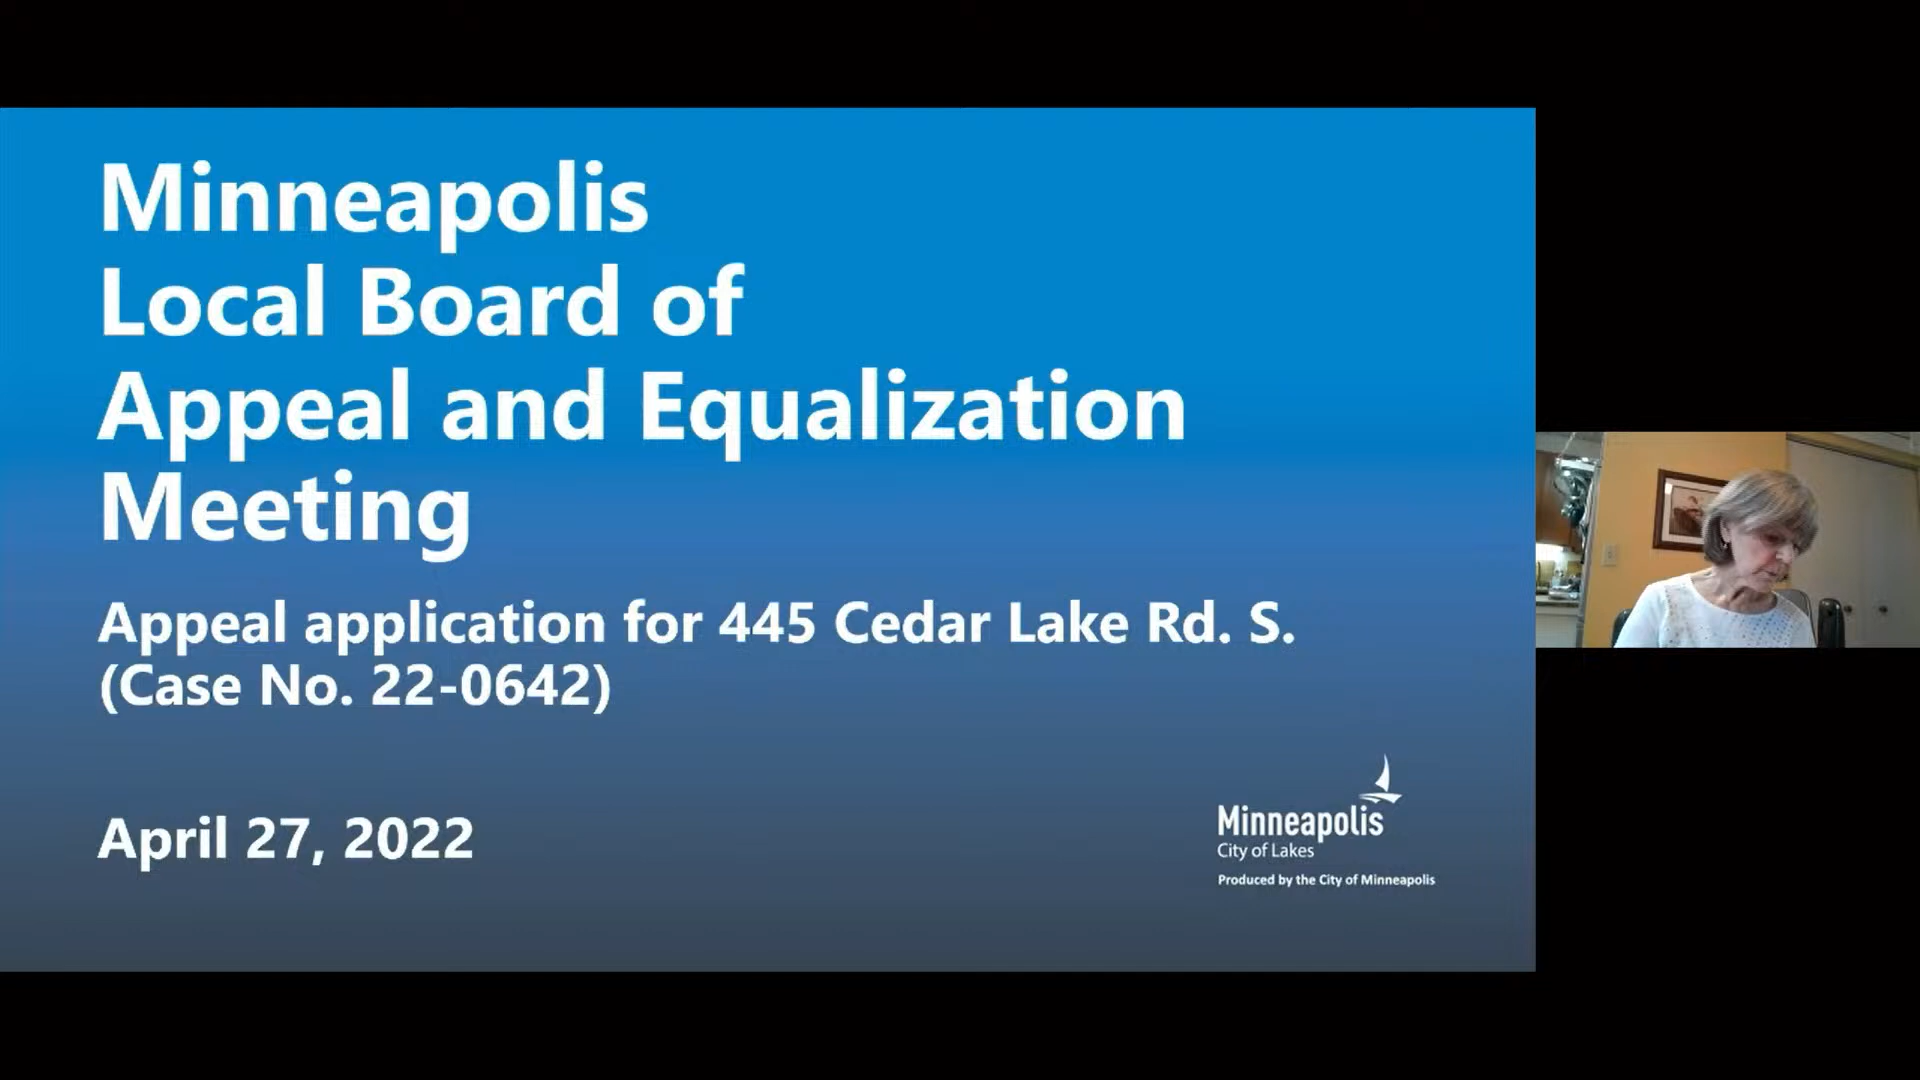 Minneapolis
Local Board of
Appeal and Equalization
Meeting
Appeal application for 445 Cedar Lake Rd. S.
(Case No. 22-0642)
April 27, 2022
Minneapolis
City of Lakes
Produced by the City of Minneapolis